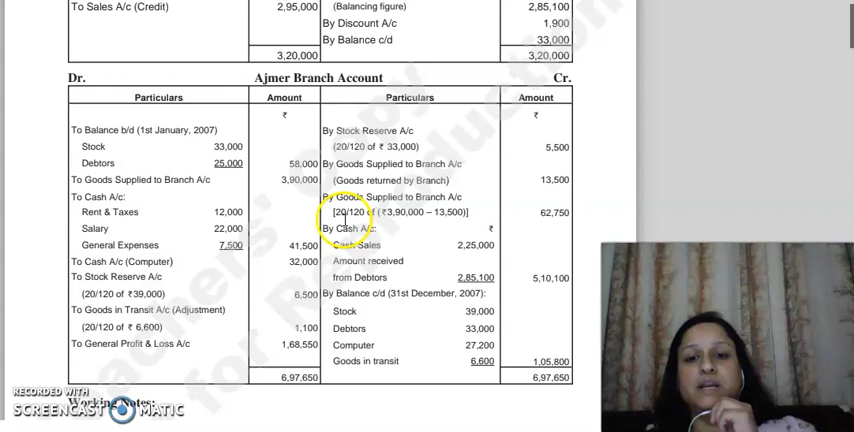 To Sales A/c (Credit) 2,95,000 (Balancing figure) 2,85,100
By Discount A/c 1,900
By Balance c/d 33,000
3,20,000 3,20,000
Dr. Ajmer Branch Account Cr.
Particulars Amount Particulars Amount
₹ ₹
To Balance b/d (1st January, 2007) By Stock Reserve A/c
Stock 33,000 (20/120 of ₹ 33,000) 5,500
Debtors 25,000 58,000 By Goods Supplied to Branch A/c
To Goods Supplied to Branch A/c 3,90,000 (Goods returned by Branch) 13,500
To Cash A/c: By Goods Supplied to Branch A/c
Rent & Taxes 12,000 [20/120 of (₹3,90,000 – 13,500)] 62,750
Salary 22,000 By Cash A/c: ₹
General Expenses 7,500 41,500 Cash Sales 2,25,000
To Cash A/c (Computer) 32,000 Amount received
To Stock Reserve A/c from Debtors 2,85,100 5,10,100
(20/120 of ₹39,000) 6,500 By Balance c/d (31st December, 2007):
To Goods in Transit A/c (Adjustment) Stock 39,000
(20/120 of ₹ 6,600) 1,100 Debtors 33,000
To General Profit & Loss A/c 1,68,550 Computer 27,200
Goods in transit 6,600 1,05,800
6,97,650 6,97,650
RECORDED WITH
SCREENCAST MATIC
Working Notes:
Teachers' Copy
for Reproduction